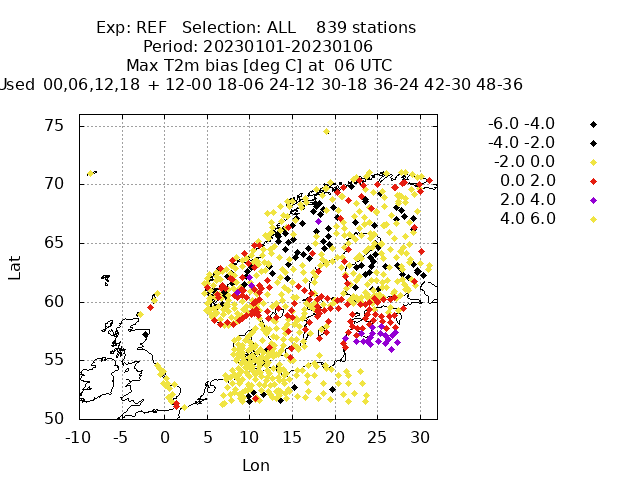 Exp: REF Selection: ALL 839 stations
Period: 20230101-20230106
Max T2m bias [deg C] at 06 UTC
Used 00,06,12,18 + 12-00 18-06 24-12 30-18 36-24 42-30 48-36
-6.0 -4.0
-4.0 -2.0
-2.0 0.0
0.0 2.0
2.0 4.0
4.0 6.0
75
70
65
60
55
50
Lat
-10 -5 0 5 10 15 20 25 30
Lon